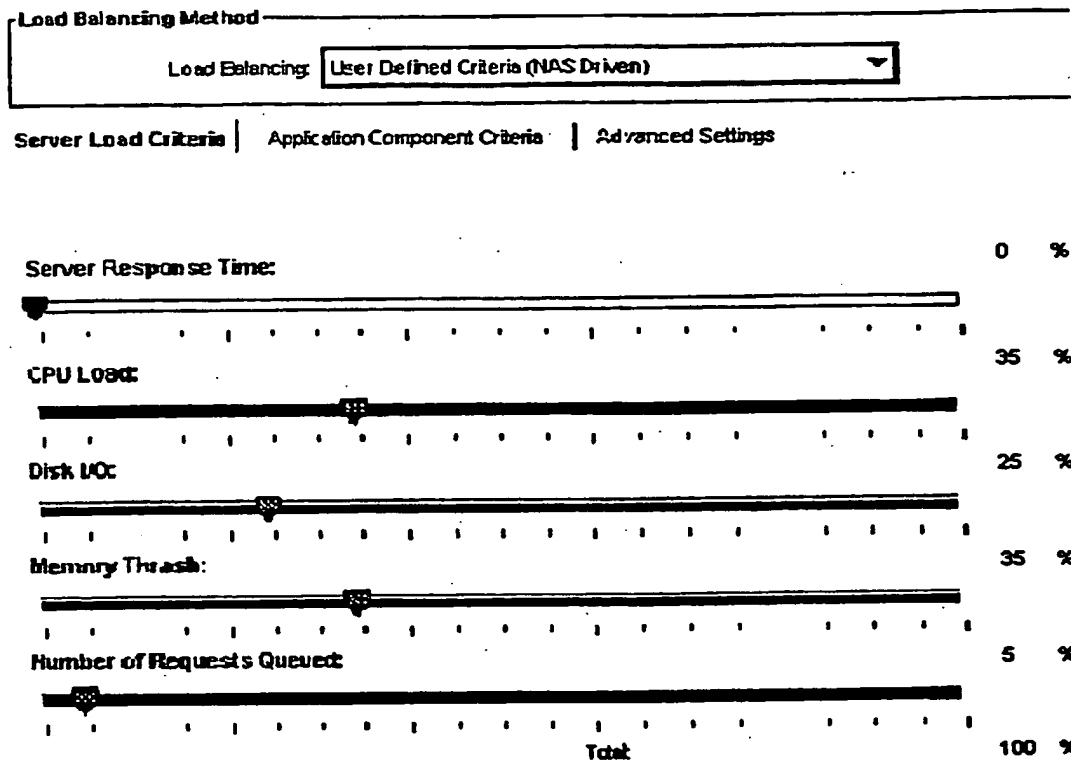 Load Balancing Method
Load Balancing: User Defined Criteria (NAS Driven)
Server Load Criteria | Application Component Criteria | Advanced Settings
Server Response Time: 0 %
CPU Load: 35 %
Disk I/O: 25 %
Memory Thrash: 35 %
Number of Requests Queued: 5 %
Total: 100 %